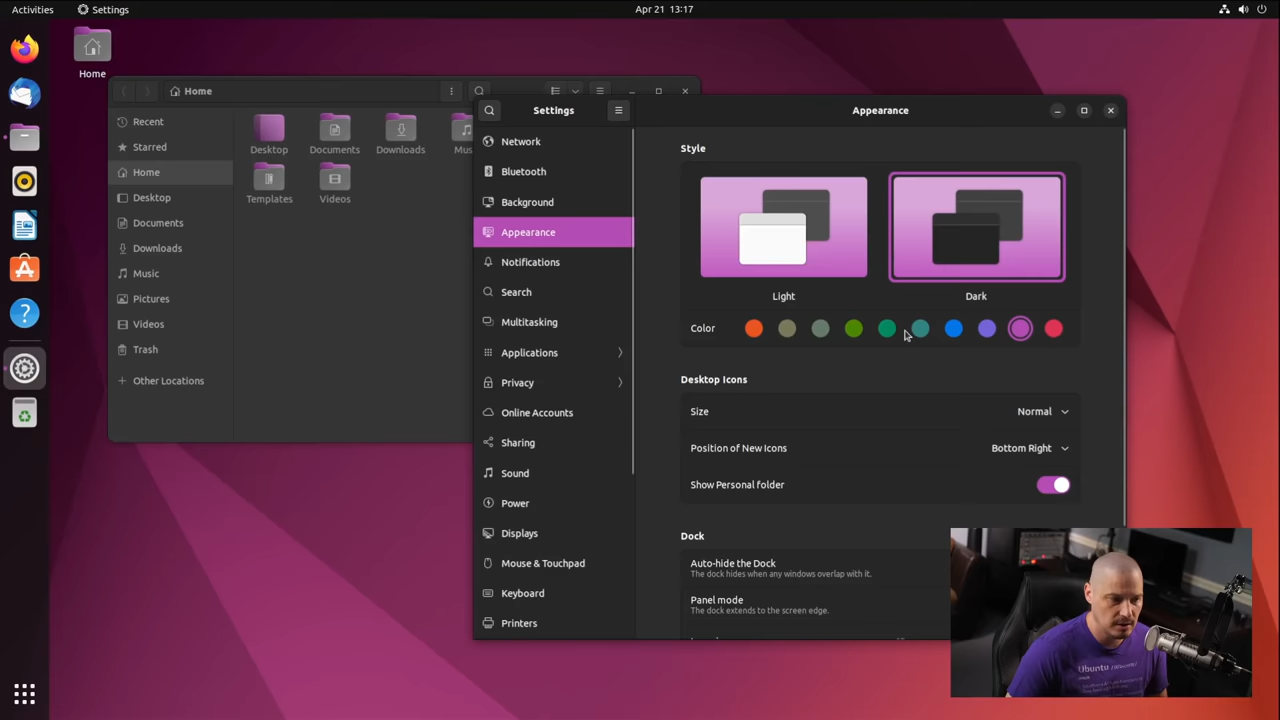 Activities
Settings
Apr 21 13:17
Home
Home
Recent
Starred
Home
Desktop
Documents
Downloads
Music
Pictures
Videos
Trash
Other Locations
Desktop
Documents
Downloads
Mus
Templates
Videos
Settings
Network
Bluetooth
Background
Appearance
Notifications
Search
Multitasking
Applications
Privacy
Online Accounts
Sharing
Sound
Power
Displays
Mouse & Touchpad
Keyboard
Printers
Appearance
Style
Light
Dark
Color
Desktop Icons
Size
Normal
Position of New Icons
Bottom Right
Show Personal folder
Dock
Auto-hide the Dock
The dock hides when any windows overlap with it.
Panel mode
The dock extends to the screen edge.
Ubuntu